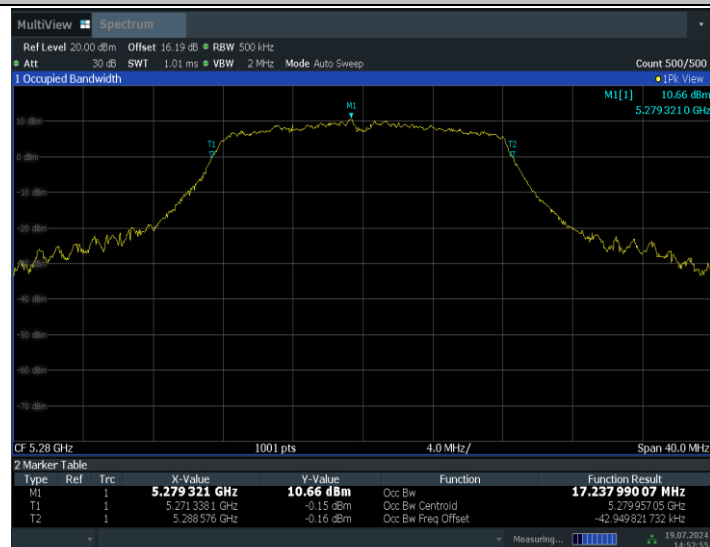 MultiView Spectrum
Ref Level 20.00 dBm Offset 16.19 dB RBW 500 kHz
Att 30 dB SWT 1.01 ms VBW 2 MHz Mode Auto Sweep Count 500/500
1 Occupied Bandwidth 1Pk View
M1[1] 10.66 dBm
5.279 321 0 GHz
M1
10 dBm
T1 T2
0 dBm
-10 dBm
-20 dBm
-40 dBm
-50 dBm
-60 dBm
-70 dBm
CF 5.28 GHz 1001 pts 4.0 MHz/ Span 40.0 MHz
2 Marker Table
Type Ref Trc X-Value Y-Value Function Function Result
M1 1 5.279 321 GHz 10.66 dBm Occ Bw 17.237 990 07 MHz
T1 1 5.271 338 1 GHz -0.15 dBm Occ Bw Centroid 5.279 957 05 GHz
T2 1 5.288 576 GHz -0.16 dBm Occ Bw Freq Offset -42.949 821 732 kHz
Measuring... 19.07.2024
14:52:55